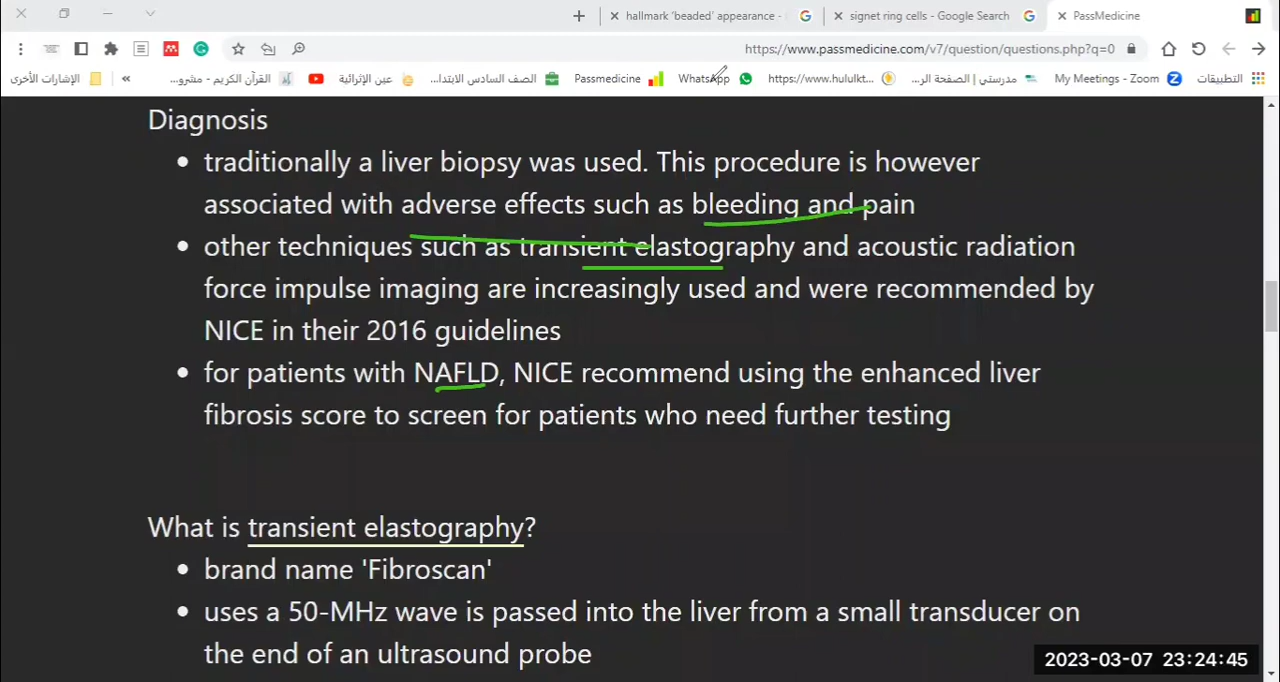 hallmark 'beaded' appearance -
signet ring cells - Google Search
PassMedicine
https://www.passmedicine.com/v7/question/questions.php?q=0
الإشارات الأخرى
القرآن الكريم - مشرو...
عين الإثرائية
الصف السادس الابتدا...
Passmedicine
WhatsApp
https://www.hululkt...
مدرستي | الصفحة الر...
My Meetings - Zoom
التطبيقات
Diagnosis
traditionally a liver biopsy was used. This procedure is however
associated with adverse effects such as bleeding and pain
other techniques such as transient elastography and acoustic radiation
force impulse imaging are increasingly used and were recommended by
NICE in their 2016 guidelines
for patients with NAFLD, NICE recommend using the enhanced liver
fibrosis score to screen for patients who need further testing
What is transient elastography?
brand name 'Fibroscan'
uses a 50-MHz wave is passed into the liver from a small transducer on
the end of an ultrasound probe
2023-03-07 23:24:45